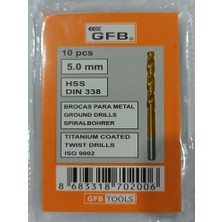 GFB
10 pcs
5.0 mm
HSS
DIN 338
BROCAS PARA METAL
GROUND DRILLS
SPIRALBOHRER
TITANIUM COATED
TWIST DRILLS
ISO 9002
8 683318 702006
GFB TOOLS